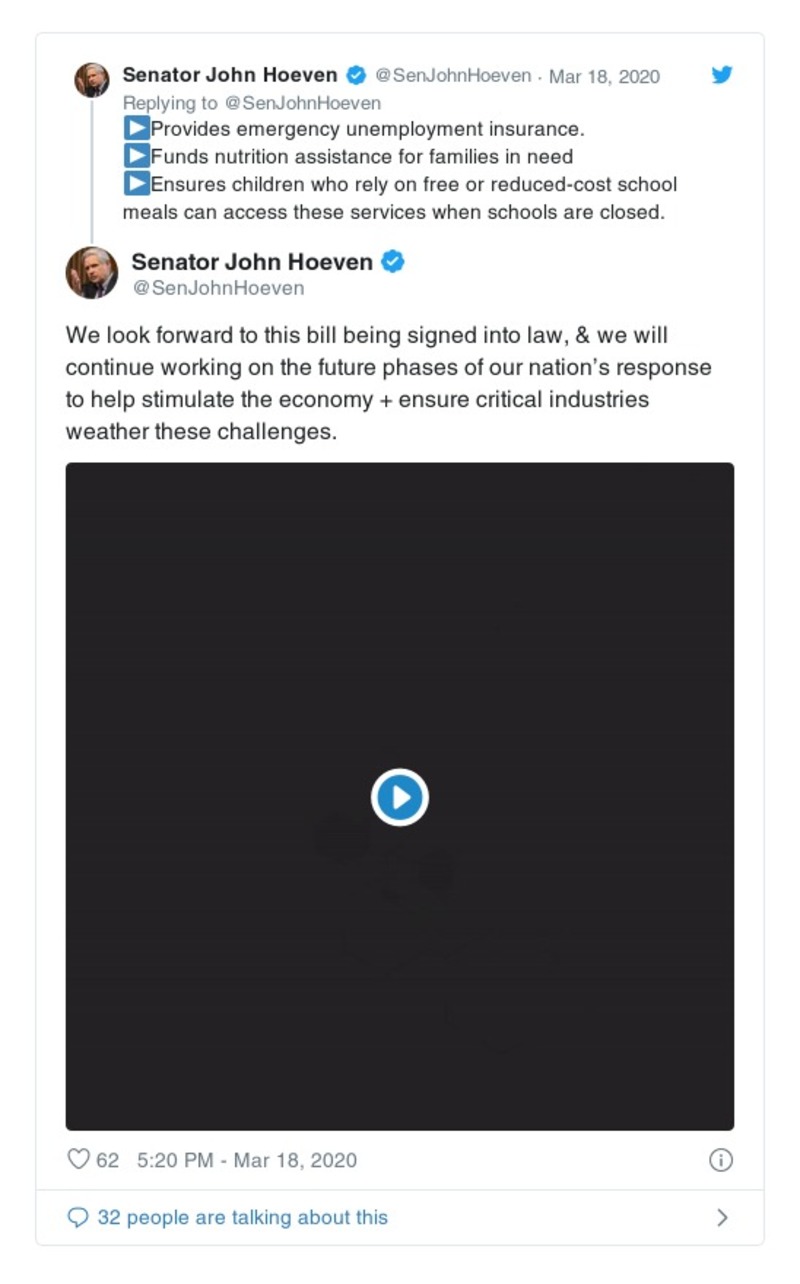 Senator John Hoeven @SenJohnHoeven · Mar 18, 2020
Replying to @SenJohnHoeven
▶Provides emergency unemployment insurance.
▶Funds nutrition assistance for families in need
▶Ensures children who rely on free or reduced-cost school
meals can access these services when schools are closed.
Senator John Hoeven
@SenJohnHoeven
We look forward to this bill being signed into law, & we will
continue working on the future phases of our nation’s response
to help stimulate the economy + ensure critical industries
weather these challenges.
62 5:20 PM - Mar 18, 2020
32 people are talking about this